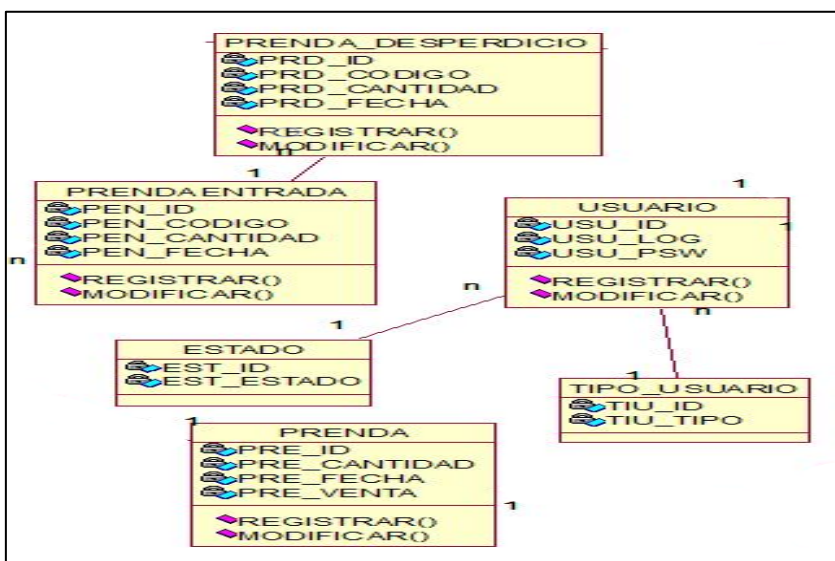 PRENDA_DESPERDICIO
PRD_ID
PRD_CODIGO
PRD_CANTIDAD
PRD_FECHA
REGISTRAR()
MODIFICAR()
n
1
PRENDA ENTRADA
PEN_ID
PEN_CODIGO
PEN_CANTIDAD
PEN_FECHA
n
REGISTRAR()
MODIFICAR()
1
USUARIO
USU_ID
1
USU_LOG
USU_PSW
REGISTRAR()
MODIFICAR()
n
n
1
ESTADO
EST_ID
EST_ESTADO
1
TIPO_USUARIO
TIU_ID
TIU_TIPO
1
PRENDA
PRE_ID
PRE_CANTIDAD
PRE_FECHA
PRE_VENTA
1
REGISTRAR()
MODIFICAR()